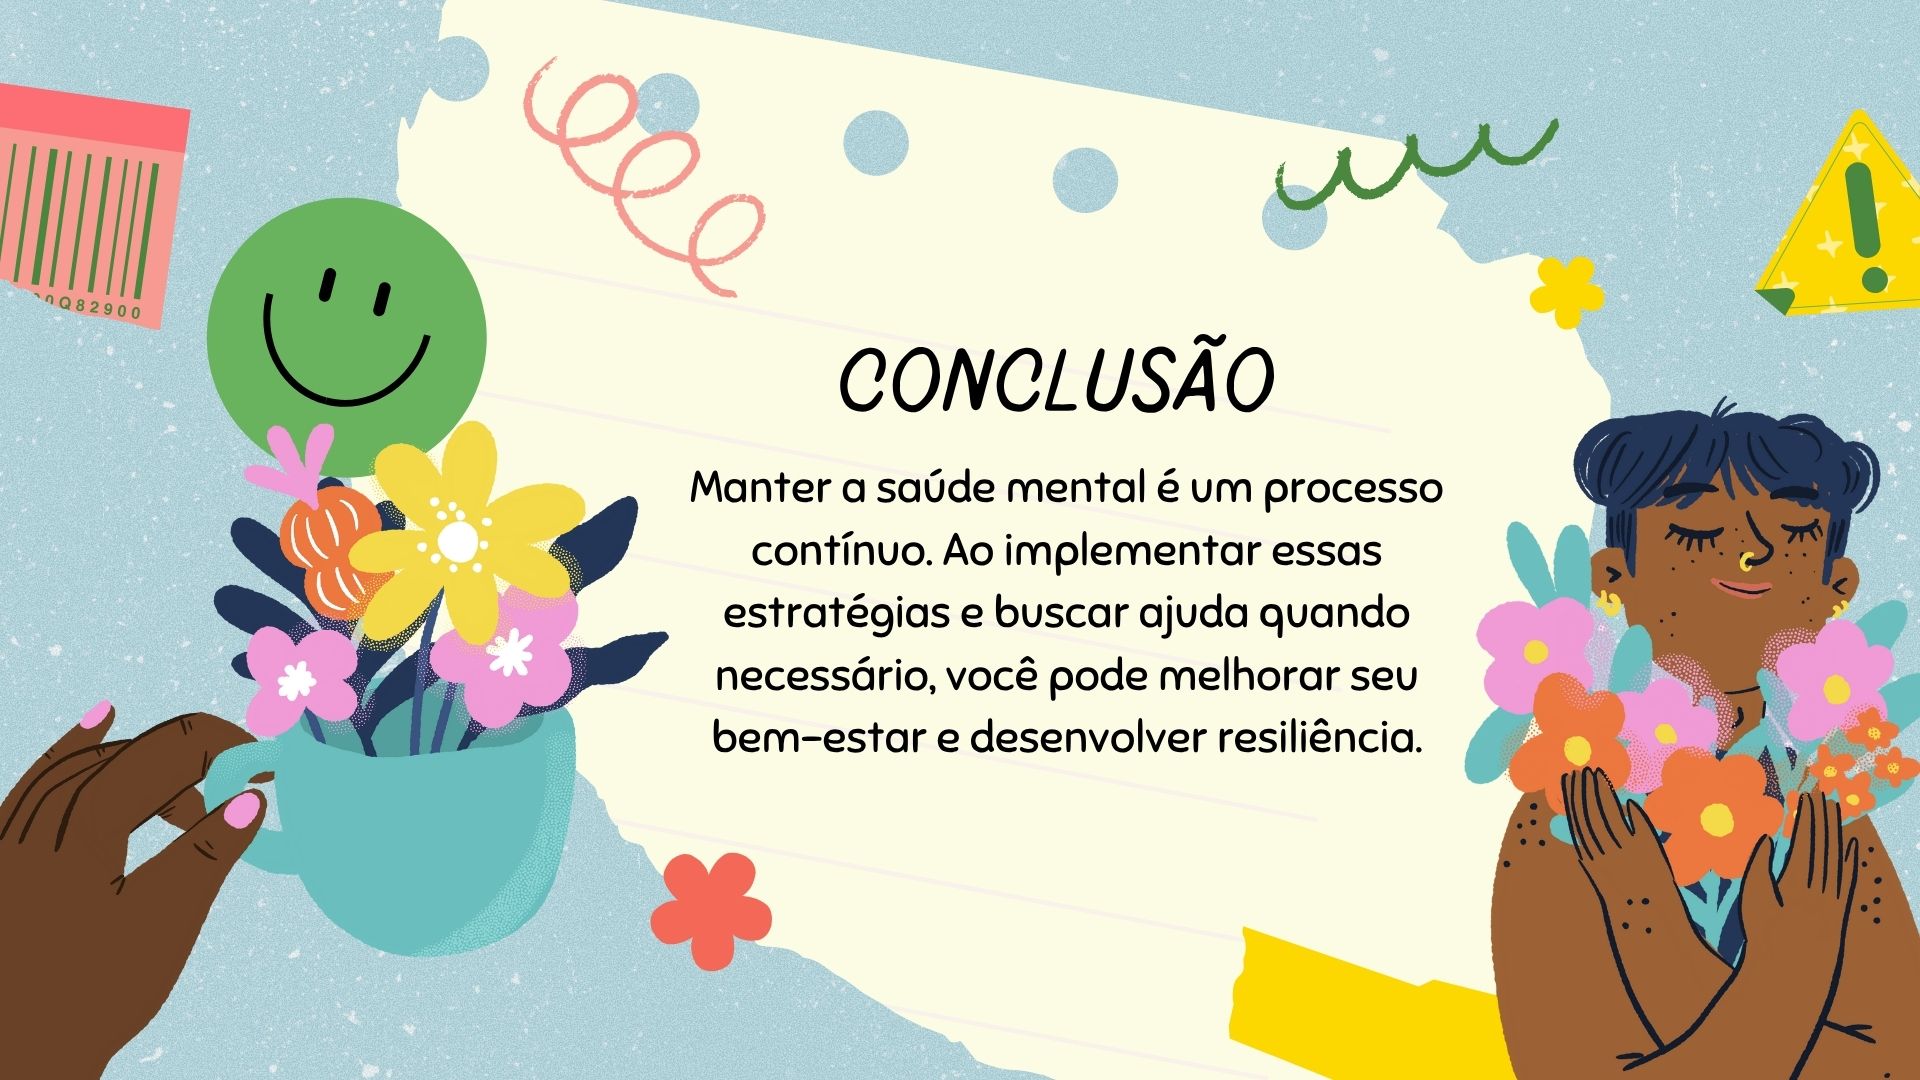 CONCLUSÃO
Manter a saúde mental é um processo
contínuo. Ao implementar essas
estratégias e buscar ajuda quando
necessário, você pode melhorar seu
bem-estar e desenvolver resiliência.
0Q82900